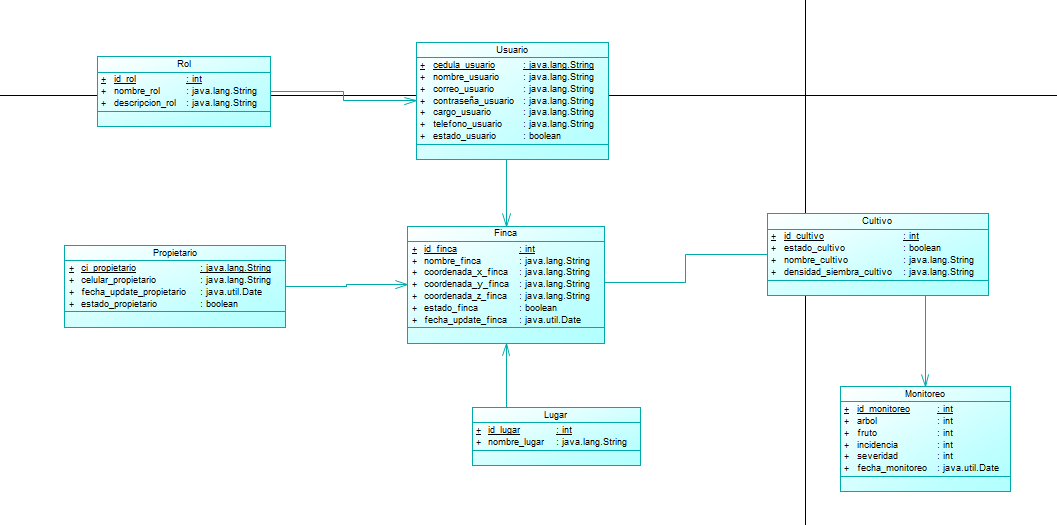 Rol
+ id_rol : int
+ nombre_rol : java.lang.String
+ descripcion_rol : java.lang.String
Usuario
+ cedula_usuario : java.lang.String
+ nombre_usuario : java.lang.String
+ correo_usuario : java.lang.String
+ contraseña_usuario : java.lang.String
+ cargo_usuario : java.lang.String
+ telefono_usuario : java.lang.String
+ estado_usuario : boolean
Propietario
+ ci_propietario : java.lang.String
+ celular_propietario : java.lang.String
+ fecha_update_propietario : java.util.Date
+ estado_propietario : boolean
Finca
+ id_finca : int
+ nombre_finca : java.lang.String
+ coordenada_x_finca : java.lang.String
+ coordenada_y_finca : java.lang.String
+ coordenada_z_finca : java.lang.String
+ estado_finca : boolean
+ fecha_update_finca : java.util.Date
Cultivo
+ id_cultivo : int
+ estado_cultivo : boolean
+ nombre_cultivo : java.lang.String
+ densidad_siembra_cultivo : java.lang.String
Lugar
+ id_lugar : int
+ nombre_lugar : java.lang.String
Monitoreo
+ id_monitoreo : int
+ arbol : int
+ fruto : int
+ incidencia : int
+ severidad : int
+ fecha_monitoreo : java.util.Date